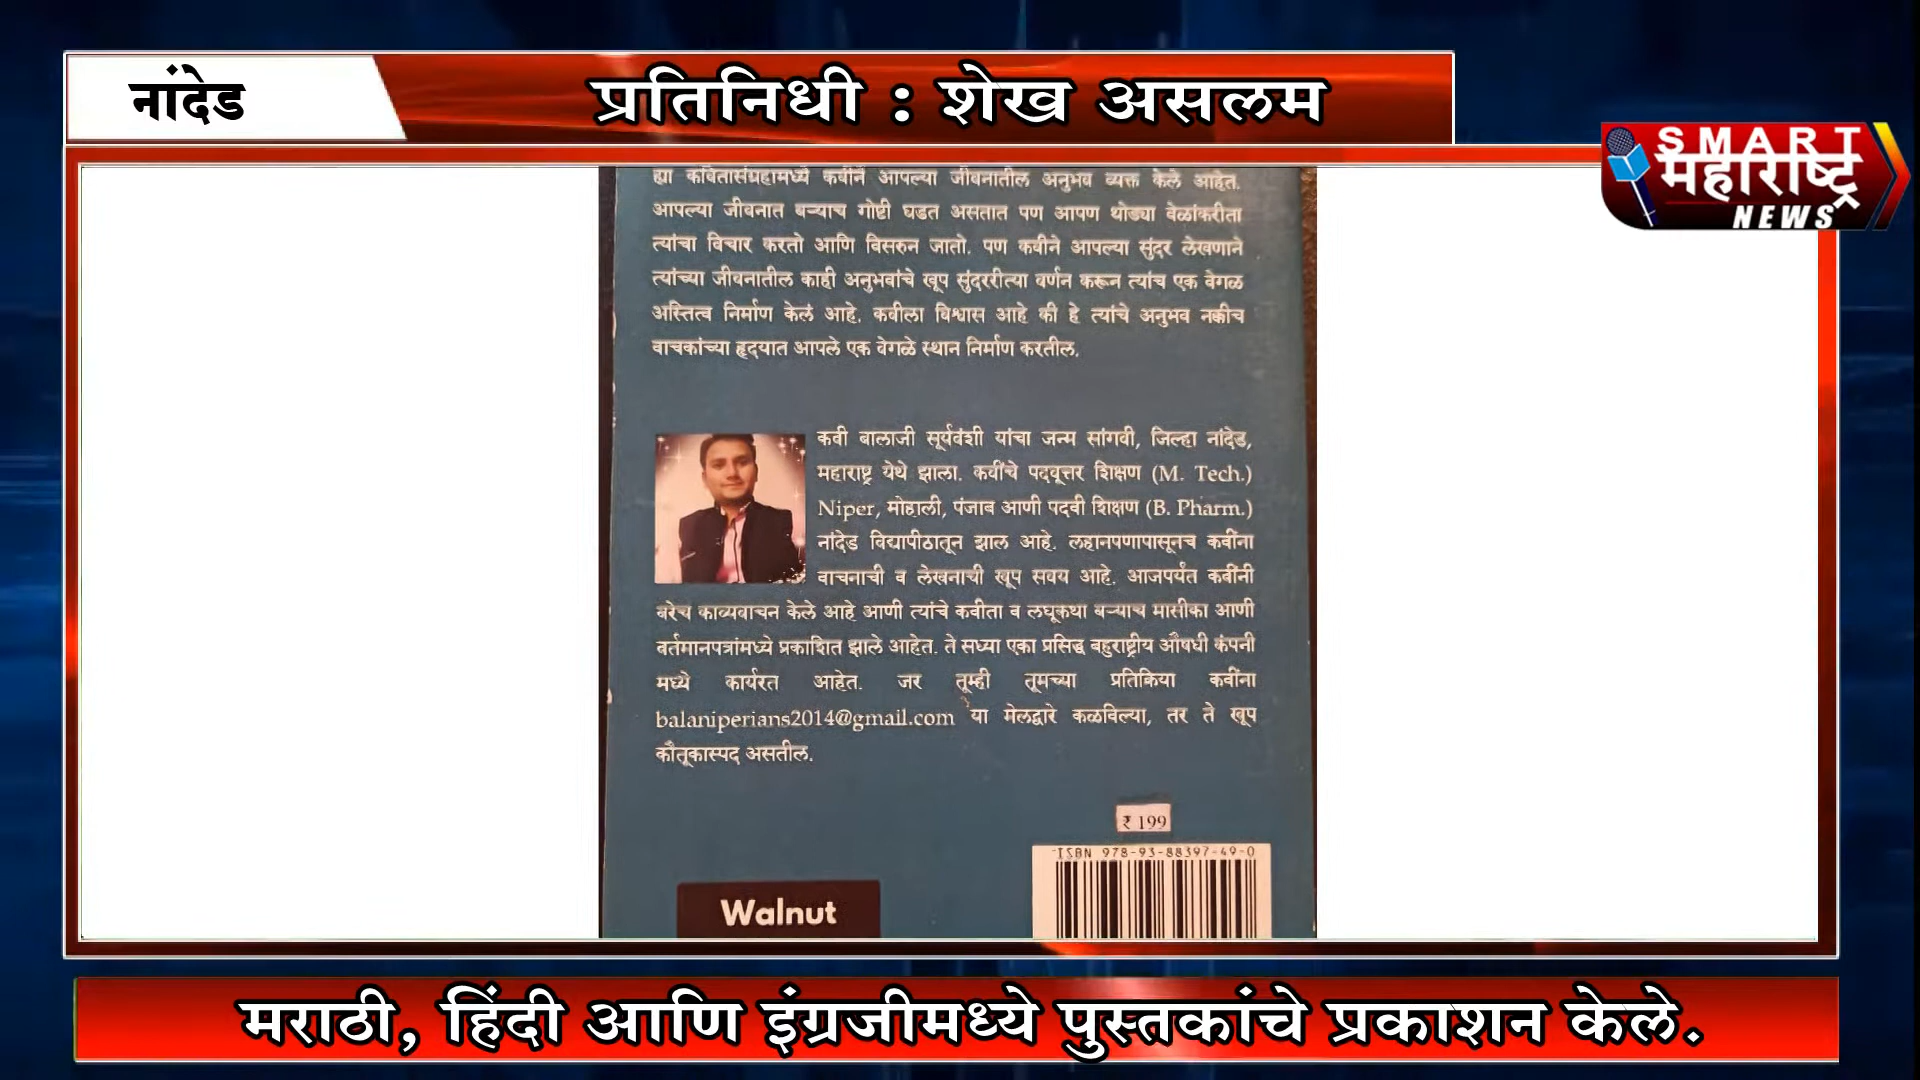 नांदेड
प्रतिनिधी : शेख असलम
SMART
महाराष्ट्र
NEWS
ह्या कवितासंग्रहामध्ये कवीने आपल्या जीवनातील अनुभव व्यक्त केले आहेत.
आपल्या जीवनात बऱ्याच गोष्टी घडत असतात पण आपण थोड्या वेळांकरीता
त्यांचा विचार करतो आणि विसरुन जातो. पण कवीने आपल्या सुंदर लेखणाने
त्यांच्या जीवनातील काही अनुभवांचे खूप सुंदररीत्या वर्णन करून त्यांच एक वेगळ
अस्तित्व निर्माण केलं आहे. कवीला विश्वास आहे की हे त्यांचे अनुभव नक्कीच
वाचकांच्या हृदयात आपले एक वेगळे स्थान निर्माण करतील.
कवी बालाजी सूर्यवंशी यांचा जन्म सांगवी, जिल्हा नांदेड,
महाराष्ट्र येथे झाला. कवींचे पदवूत्तर शिक्षण (M. Tech.)
Niper, मोहाली, पंजाब आणी पदवी शिक्षण (B. Pharm.)
नांदेड विद्यापीठातून झाल आहे. लहानपणापासूनच कवींना
वाचनाची व लेखनाची खूप सवय आहे. आजपर्यंत कवींनी
बरेच काव्यवाचन केले आहे आणी त्यांचे कवीता व लघूकथा बऱ्याच मासीका आणी
वर्तमानपत्रांमध्ये प्रकाशित झाले आहेत. ते सध्या एका प्रसिद्ध बहुराष्ट्रीय औषधी कंपनी
मध्ये कार्यरत आहेत. जर तूम्ही तूमच्या प्रतिक्रिया कवींना
balaniperians2014@gmail.com या मेलद्वारे कळविल्या, तर ते खूप
कौतूकास्पद असतील.
₹ 199
ISBN 978-93-88397-49-0
Walnut
मराठी, हिंदी आणि इंग्रजीमध्ये पुस्तकांचे प्रकाशन केले.